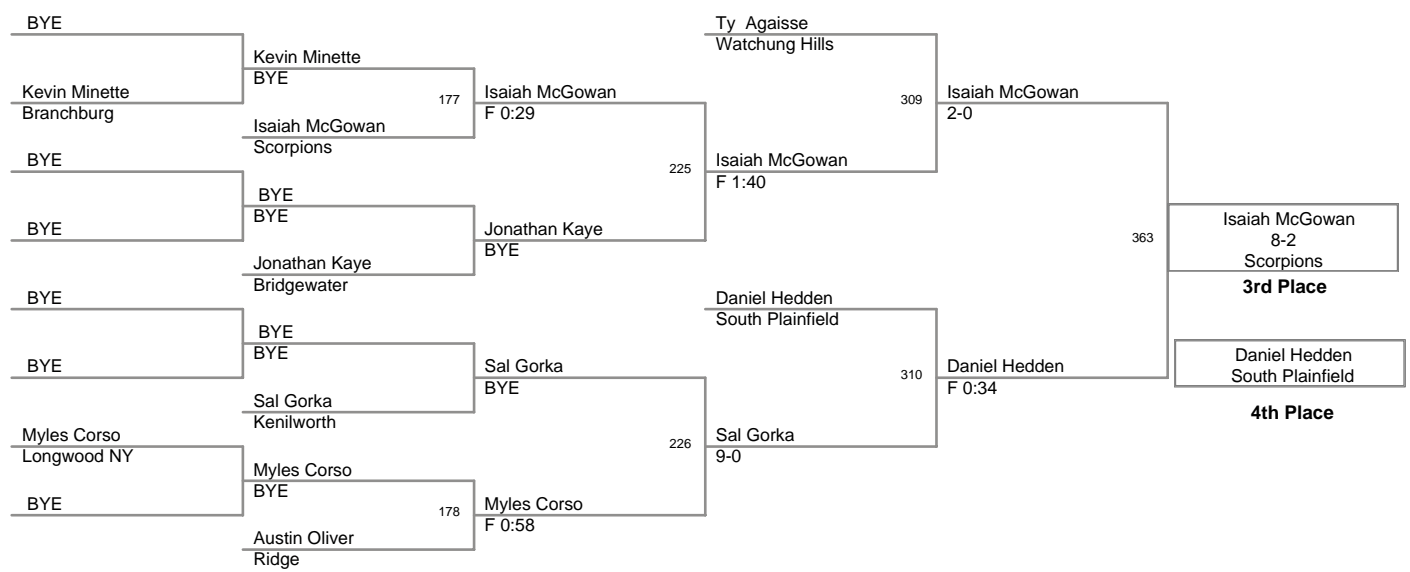 BYE
Kevin Minette
Branchburg
BYE
BYE
BYE
BYE
Myles Corso
Longwood NY
BYE
Kevin Minette
BYE
177
Isaiah McGowan
Scorpions
BYE
BYE
Jonathan Kaye
Bridgewater
BYE
BYE
Sal Gorka
Kenilworth
Myles Corso
BYE
178
Austin Oliver
Ridge
Isaiah McGowan
F 0:29
225
Jonathan Kaye
BYE
Sal Gorka
BYE
226
Myles Corso
F 0:58
Ty Agaisse
Watchung Hills
309
Isaiah McGowan
F 1:40
Daniel Hedden
South Plainfield
310
Sal Gorka
9-0
Isaiah McGowan
2-0
363
Daniel Hedden
F 0:34
Isaiah McGowan
8-2
Scorpions
3rd Place
Daniel Hedden
South Plainfield
4th Place